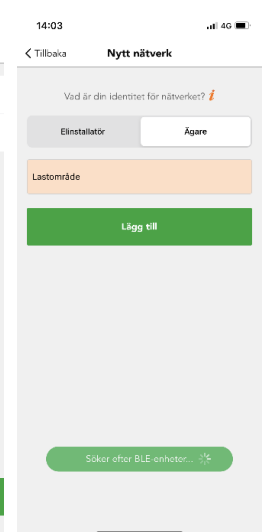 14:03
4G
Tillbaka
Nytt nätverk
Vad är din identitet för nätverket? i
Elinstallatör
Ägare
Lastområde
Lägg till
Söker efter BLE-enheter...